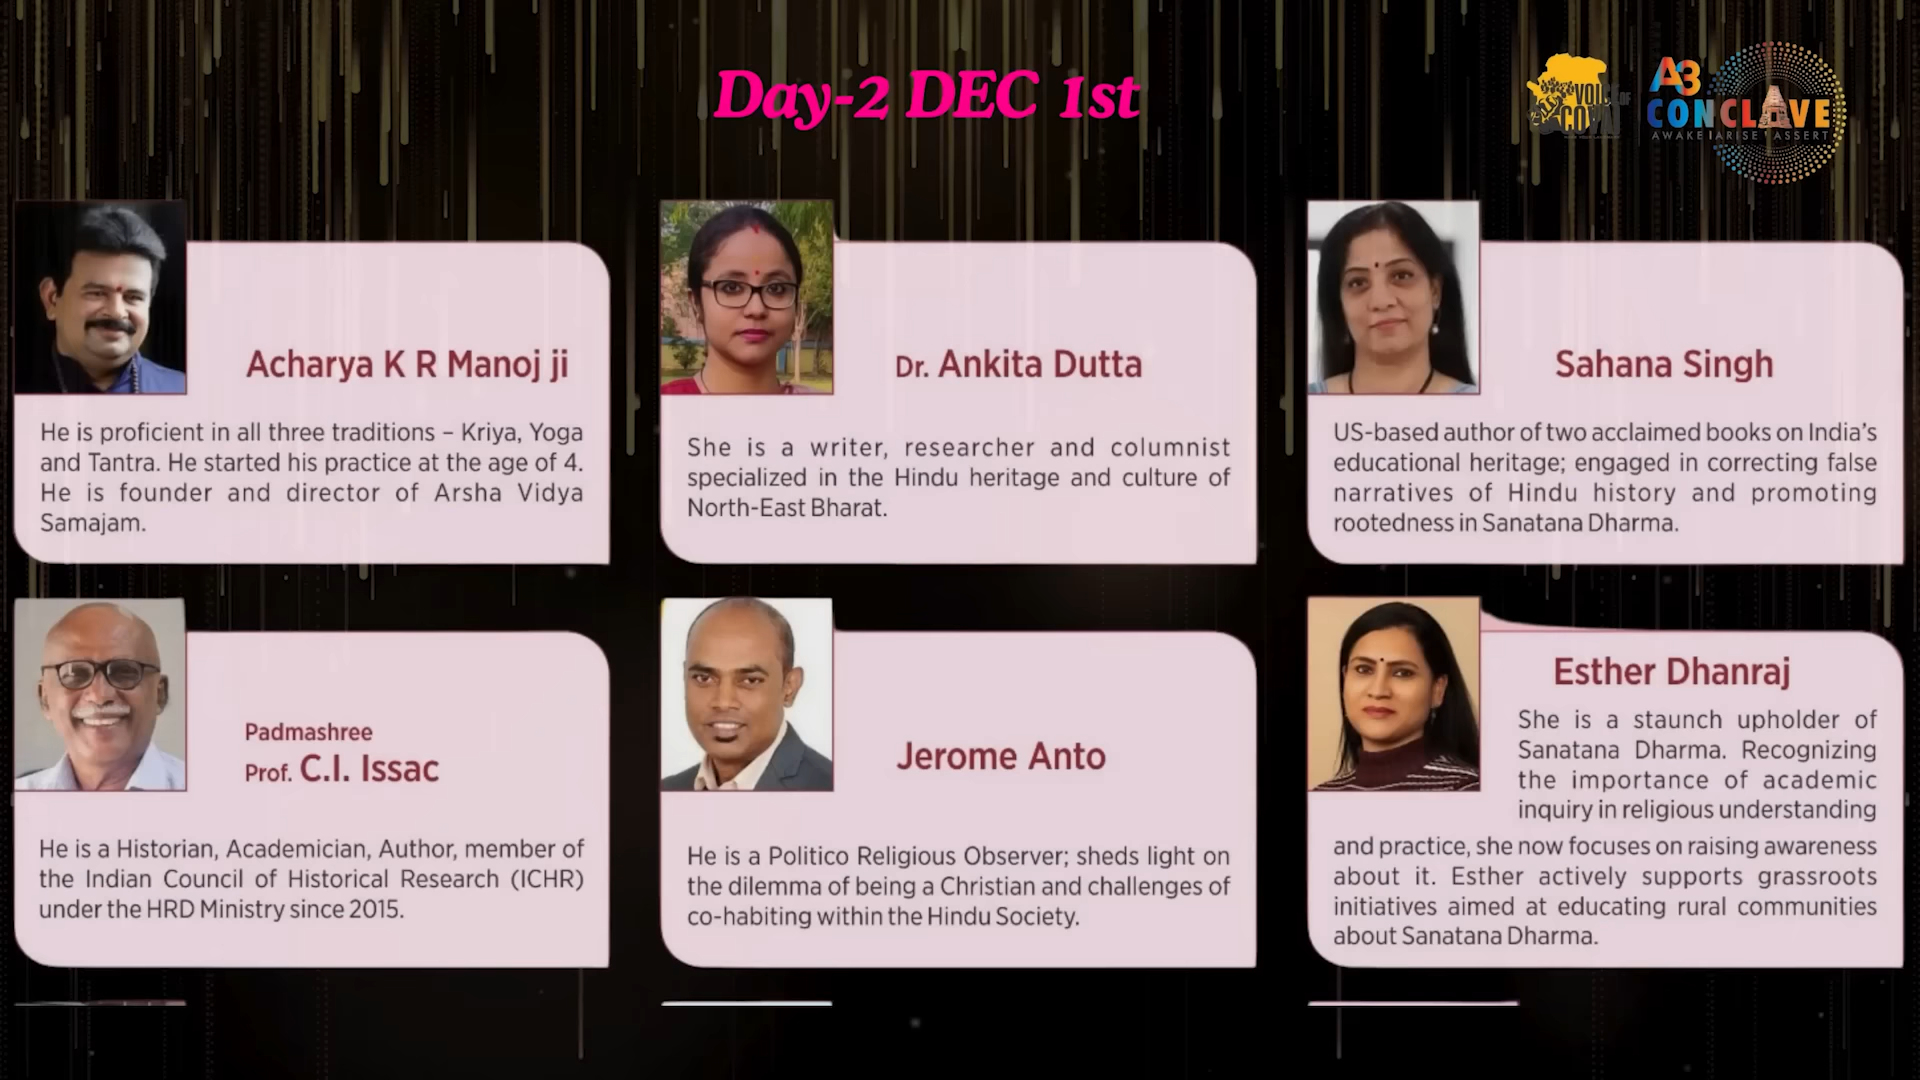 Day-2 DEC 1st
VOICE OF
COVAI
A3
CONCLAVE
AWAKE ARISE ASSERT
Acharya K R Manoj ji
He is proficient in all three traditions – Kriya, Yoga
and Tantra. He started his practice at the age of 4.
He is founder and director of Arsha Vidya
Samajam.
Dr. Ankita Dutta
She is a writer, researcher and columnist
specialized in the Hindu heritage and culture of
North-East Bharat.
Sahana Singh
US-based author of two acclaimed books on India's
educational heritage; engaged in correcting false
narratives of Hindu history and promoting
rootedness in Sanatana Dharma.
Padmashree
Prof. C.I. Issac
He is a Historian, Academician, Author, member of
the Indian Council of Historical Research (ICHR)
under the HRD Ministry since 2015.
Jerome Anto
He is a Politico Religious Observer; sheds light on
the dilemma of being a Christian and challenges of
co-habiting within the Hindu Society.
Esther Dhanraj
She is a staunch upholder of
Sanatana Dharma. Recognizing
the importance of academic
inquiry in religious understanding
and practice, she now focuses on raising awareness
about it. Esther actively supports grassroots
initiatives aimed at educating rural communities
about Sanatana Dharma.